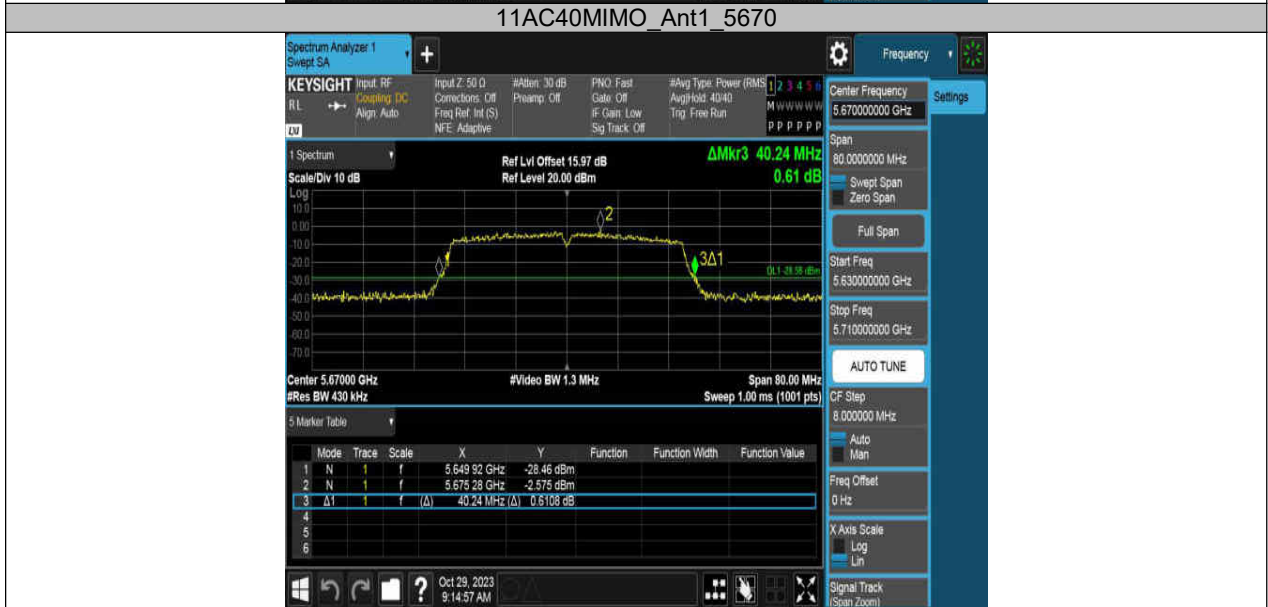 11AC40MIMO_Ant1_5670
Spectrum Analyzer 1
Swept SA
+
Frequency
KEYSIGHT
RL
LXI
Input: RF
Coupling: DC
Align: Auto
Input Z: 50 Ω
Corrections: Off
Freq Ref: Int (S)
NFE: Adaptive
#Atten: 30 dB
Preamp: Off
PNO: Fast
Gate: Off
IF Gain: Low
Sig Track: Off
#Avg Type: Power (RMS
Avg|Hold: 40/40
Trig: Free Run
1 2 3 4 5 6
M W W W W W
P P P P P P
Center Frequency
5.670000000 GHz
Settings
Span
80.0000000 MHz
Swept Span
Zero Span
Full Span
Start Freq
5.630000000 GHz
Stop Freq
5.710000000 GHz
AUTO TUNE
CF Step
8.000000 MHz
Auto
Man
Freq Offset
0 Hz
X Axis Scale
Log
Lin
Signal Track
(Span Zoom)
1 Spectrum
Scale/Div 10 dB
Ref Lvl Offset 15.97 dB
Ref Level 20.00 dBm
ΔMkr3 40.24 MHz
0.61 dB
Log
10.0
0.00
-10.0
-20.0
-30.0
-40.0
-50.0
-60.0
-70.0
2
3Δ1
DL1 -28.58 dBm
Center 5.67000 GHz
#Res BW 430 kHz
#Video BW 1.3 MHz
Span 80.00 MHz
Sweep 1.00 ms (1001 pts)
5 Marker Table
Mode Trace Scale X Y Function Function Width Function Value
1 N 1 f 5.649 92 GHz -28.46 dBm
2 N 1 f 5.675 28 GHz -2.575 dBm
3 Δ1 1 f (Δ) 40.24 MHz (Δ) 0.6108 dB
4
5
6
?
Oct 29, 2023
9:14:57 AM